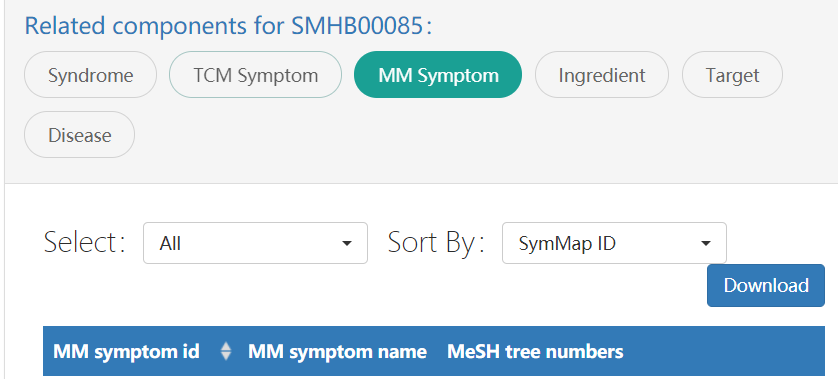 Related components for SMHB00085:
Syndrome TCM Symptom MM Symptom Ingredient Target
Disease
Select: All Sort By: SymMap ID
Download
MM symptom id MM symptom name MeSH tree numbers